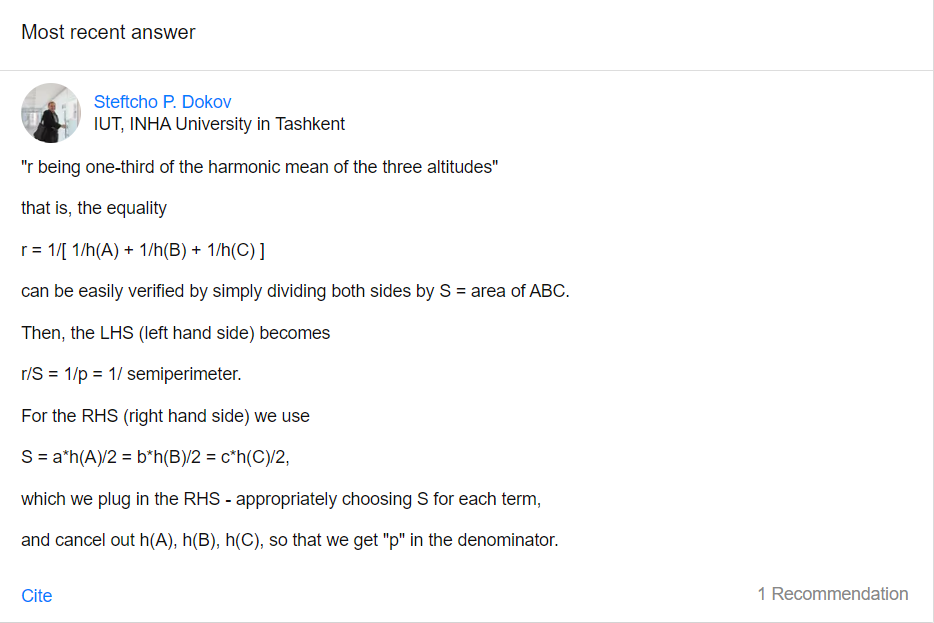 Most recent answer
Steftcho P. Dokov
IUT, INHA University in Tashkent
"r being one-third of the harmonic mean of the three altitudes"
that is, the equality
r = 1/[ 1/h(A) + 1/h(B) + 1/h(C) ]
can be easily verified by simply dividing both sides by S = area of ABC.
Then, the LHS (left hand side) becomes
r/S = 1/p = 1/ semiperimeter.
For the RHS (right hand side) we use
S = a*h(A)/2 = b*h(B)/2 = c*h(C)/2,
which we plug in the RHS - appropriately choosing S for each term,
and cancel out h(A), h(B), h(C), so that we get "p" in the denominator.
Cite
1 Recommendation